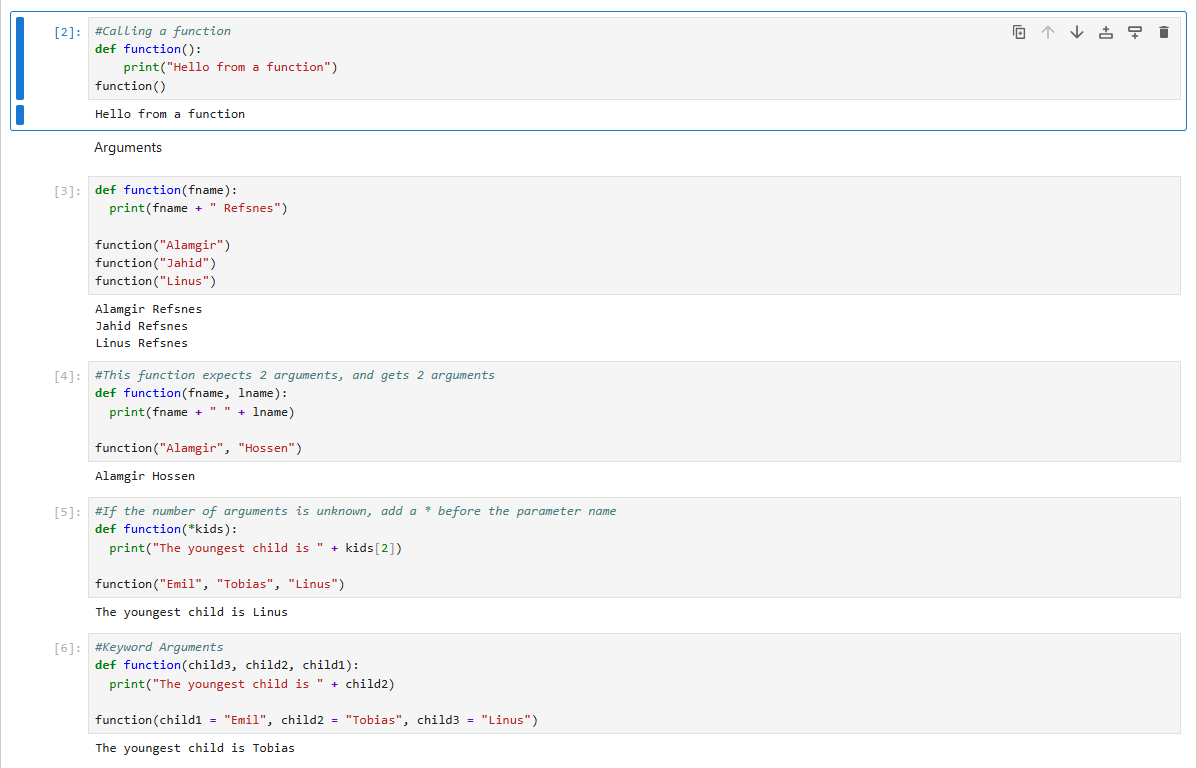 [2]: #Calling a function
def function():
    print("Hello from a function")
function()
Hello from a function
Arguments
[3]: def function(fname):
  print(fname + " Refsnes")
function("Alamgir")
function("Jahid")
function("Linus")
Alamgir Refsnes
Jahid Refsnes
Linus Refsnes
[4]: #This function expects 2 arguments, and gets 2 arguments
def function(fname, lname):
  print(fname + " " + lname)
function("Alamgir", "Hossen")
Alamgir Hossen
[5]: #If the number of arguments is unknown, add a * before the parameter name
def function(*kids):
  print("The youngest child is " + kids[2])
function("Emil", "Tobias", "Linus")
The youngest child is Linus
[6]: #Keyword Arguments
def function(child3, child2, child1):
  print("The youngest child is " + child2)
function(child1 = "Emil", child2 = "Tobias", child3 = "Linus")
The youngest child is Tobias